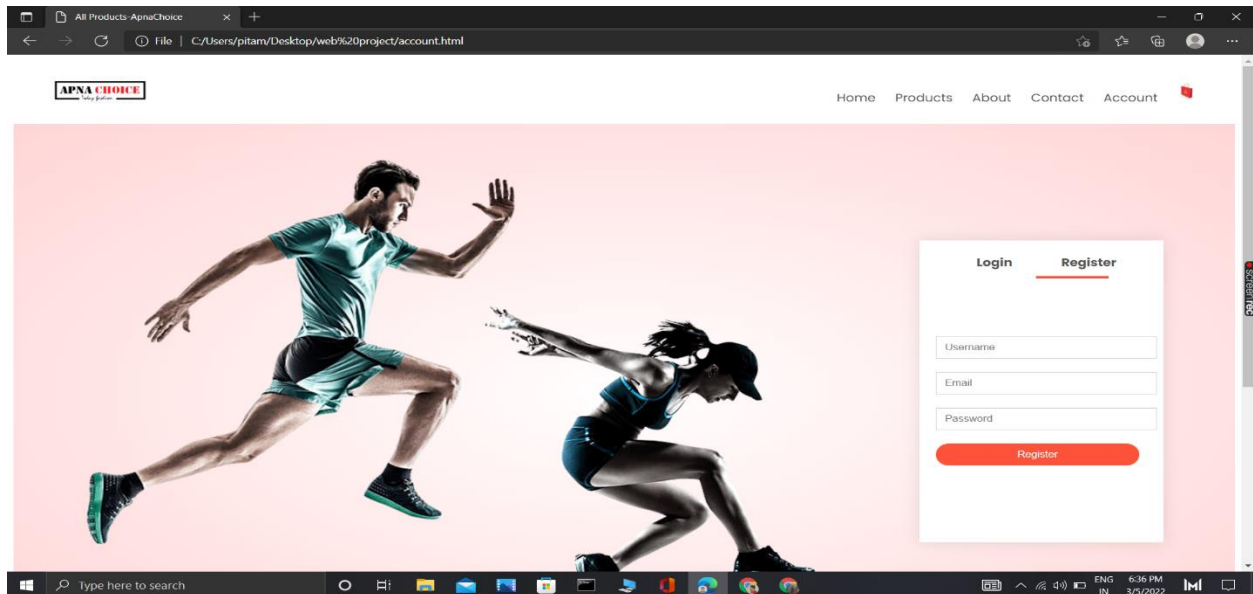 All Products-ApnaChoice
File | C:/Users/pitam/Desktop/web%20project/account.html
APNA CHOICE
Home Products About Contact Account
Login Register
Username
Email
Password
Register
screenrec
Type here to search
ENG 6:36 PM
IN 3/5/2022